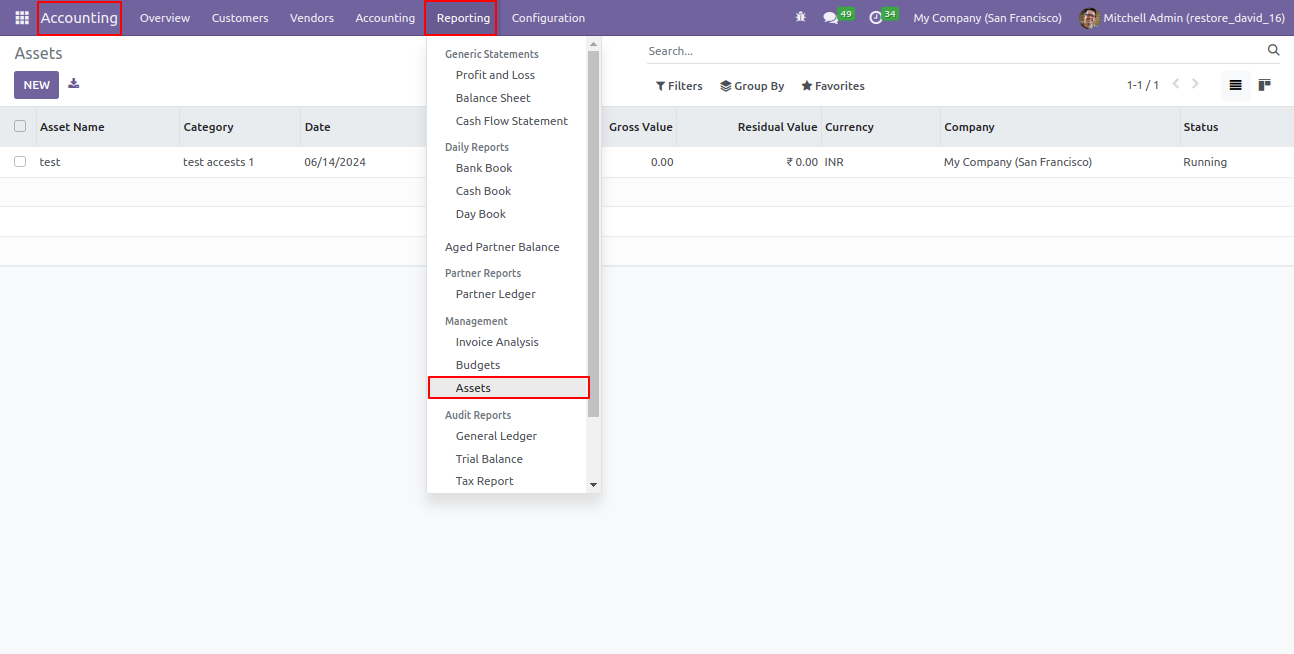 Accounting Overview Customers Vendors Accounting Reporting Configuration 49 34 My Company (San Francisco) Mitchell Admin (restore_david_16)
Assets
Search...
NEW
Filters Group By Favorites 1-1 / 1
Asset Name Category Date Gross Value Residual Value Currency Company Status
test test accests 1 06/14/2024 0.00 ₹ 0.00 INR My Company (San Francisco) Running
Generic Statements
Profit and Loss
Balance Sheet
Cash Flow Statement
Daily Reports
Bank Book
Cash Book
Day Book
Aged Partner Balance
Partner Reports
Partner Ledger
Management
Invoice Analysis
Budgets
Assets
Audit Reports
General Ledger
Trial Balance
Tax Report